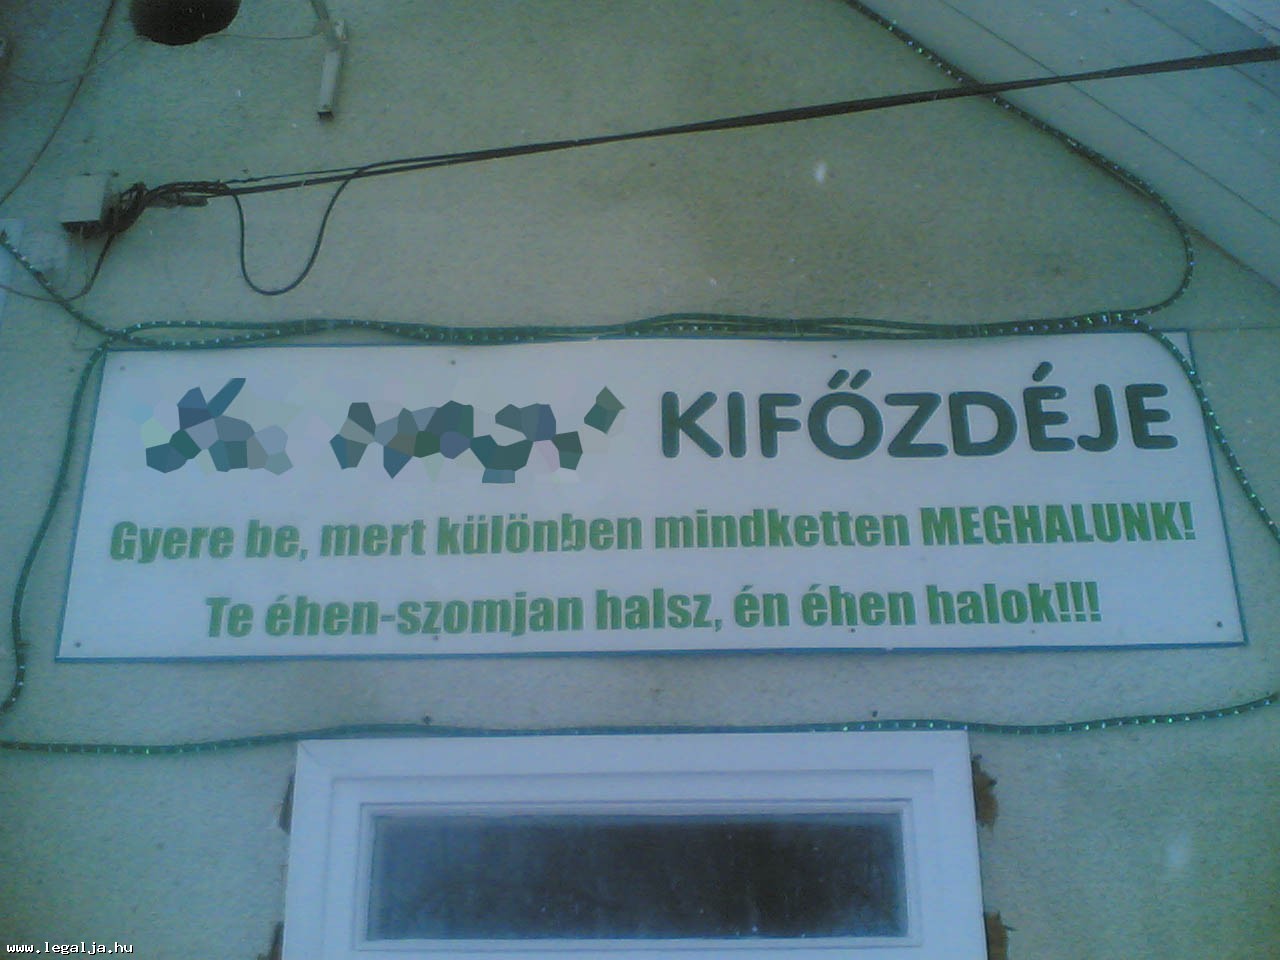 KIFŐZDÉJE
Gyere be, mert különben mindketten MEGHALUNK!
Te éhen-szomjan halsz, én éhen halok!!!
www.legalja.hu